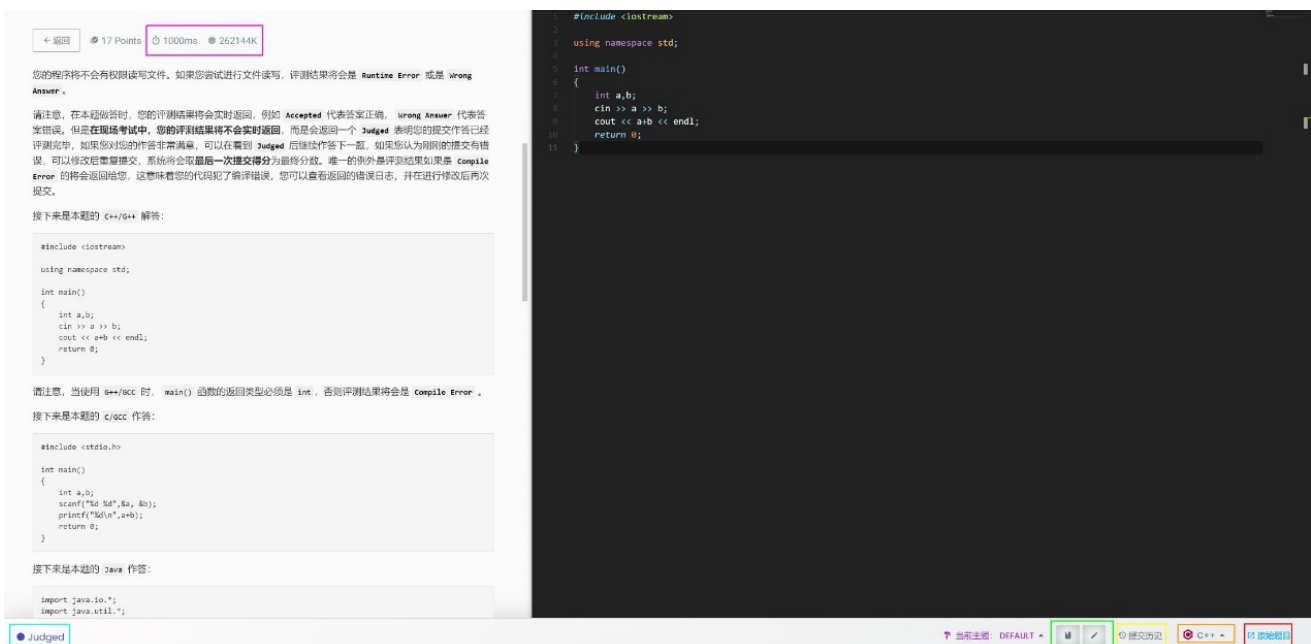 ← 返回 17 Points 1000ms 262144K
您的程序将不会有权限读写文件。如果您尝试进行文件读写，评测结果将会是 Runtime Error 或是 Wrong
Answer 。
请注意，在本题做答时，您的评测结果将会实时返回，例如 Accepted 代表答案正确， Wrong Answer 代表答
案错误。但是在现场考试中，您的评测结果将不会实时返回，而是会返回一个 Judged 表明您的提交作答已经
评测完毕，如果您对您的作答非常满意，可以在看到 Judged 后继续作答下一题，如果您认为刚刚的提交有错
误，可以修改后重复提交，系统将会取最后一次提交得分为最终分数。唯一的例外是评测结果如果是 Compile
Error 的将会返回给您，这意味着您的代码犯了编译错误，您可以查看返回的错误日志，并在进行修改后再次
提交。
接下来是本题的 C++/G++ 解答：
#include <iostream>
using namespace std;
int main()
{
int a,b;
cin >> a >> b;
cout << a+b << endl;
return 0;
}
请注意，当使用 G++/GCC 时， main() 函数的返回类型必须是 int ，否则评测结果将会是 Compile Error 。
接下来是本题的 C/GCC 作答：
#include <stdio.h>
int main()
{
int a,b;
scanf("%d %d",&a, &b);
printf("%d\n",a+b);
return 0;
}
接下来是本题的 Java 作答：
import java.io.*;
import java.util.*;
1 #include <iostream>
2
3 using namespace std;
4
5 int main()
6 {
7 int a,b;
8 cin >> a >> b;
9 cout << a+b << endl;
10 return 0;
11 }
Judged 当前主题: DEFAULT 提交历史 C++ 原始题目